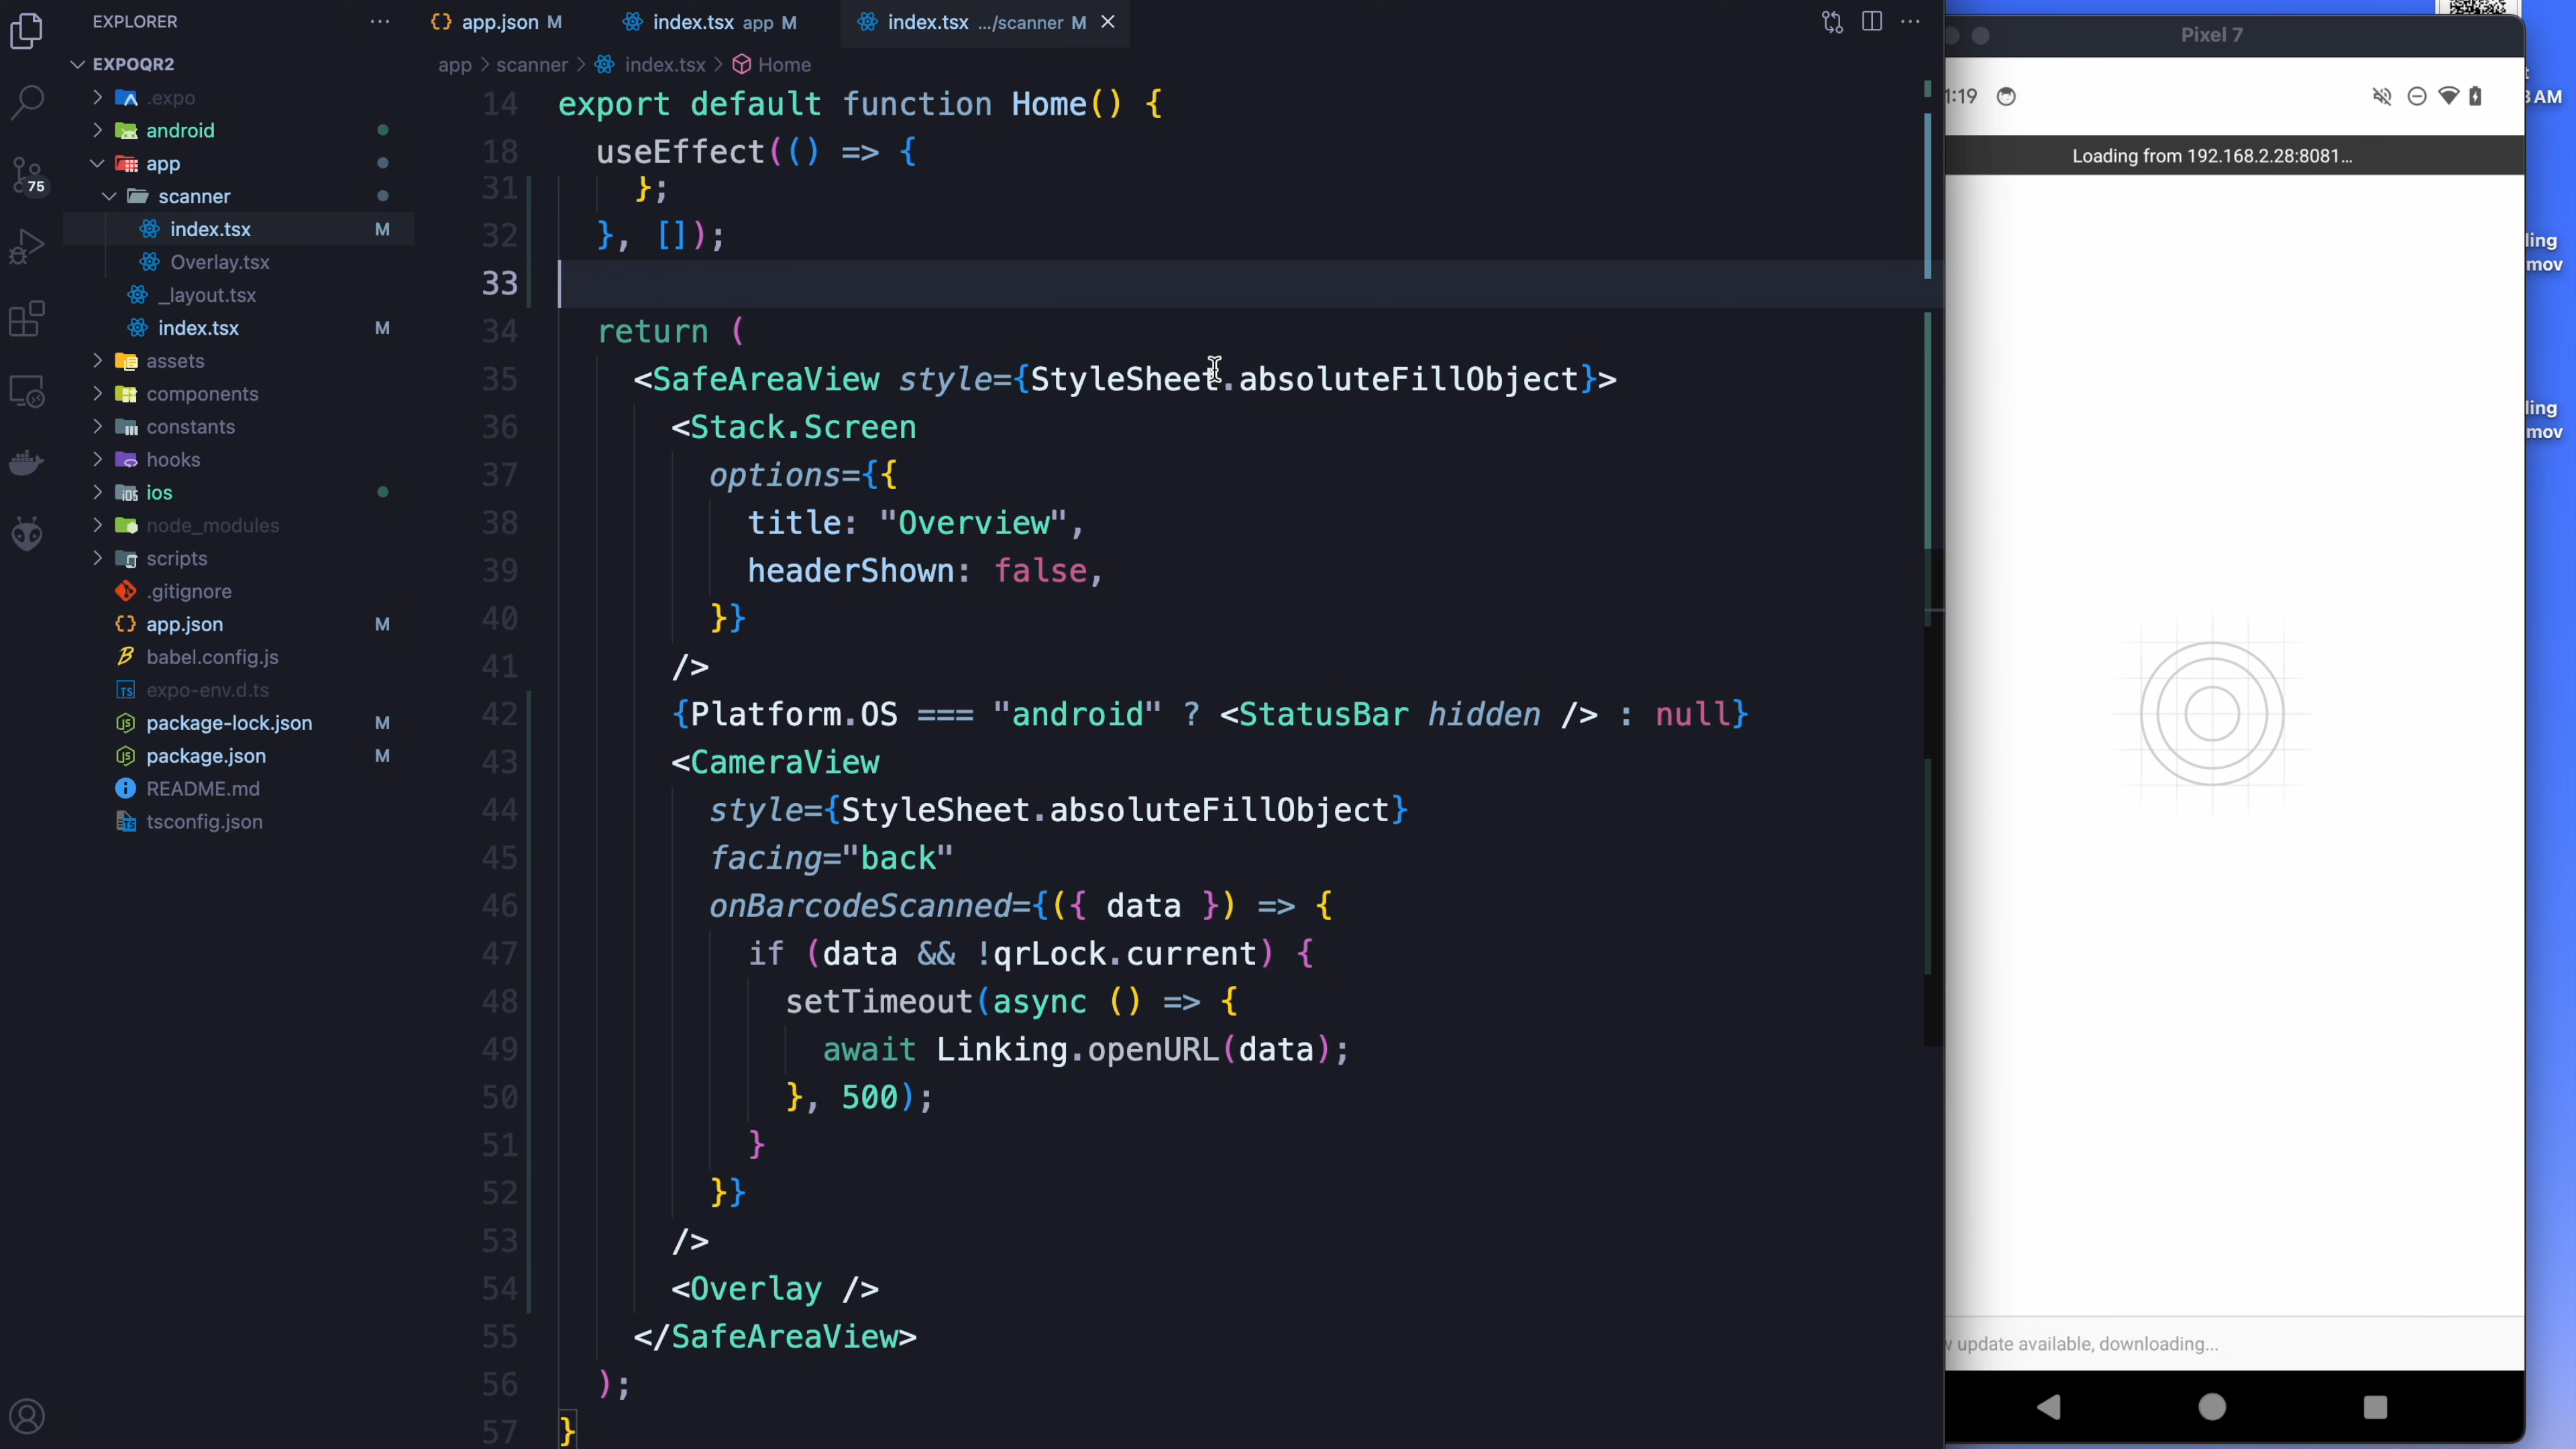 EXPLORER
EXPOQR2
.expo
android
app
scanner
index.tsx M
Overlay.tsx
_layout.tsx
index.tsx M
assets
components
constants
hooks
ios
node_modules
scripts
.gitignore
app.json M
babel.config.js
expo-env.d.ts
package-lock.json M
package.json M
README.md
tsconfig.json
75
app.json M
index.tsx app M
index.tsx .../scanner M
app > scanner > index.tsx > Home
14 export default function Home() {
18 useEffect(() => {
31 };
32 }, []);
33
34 return (
35 <SafeAreaView style={StyleSheet.absoluteFillObject}>
36 <Stack.Screen
37 options={{
38 title: "Overview",
39 headerShown: false,
40 }}
41 />
42 {Platform.OS === "android" ? <StatusBar hidden /> : null}
43 <CameraView
44 style={StyleSheet.absoluteFillObject}
45 facing="back"
46 onBarcodeScanned={({ data }) => {
47 if (data && !qrLock.current) {
48 setTimeout(async () => {
49 await Linking.openURL(data);
50 }, 500);
51 }
52 }}
53 />
54 <Overlay />
55 </SafeAreaView>
56 );
57 }
Pixel 7
1:19
Loading from 192.168.2.28:8081...
update available, downloading...
AM
ling
mov
ling
mov